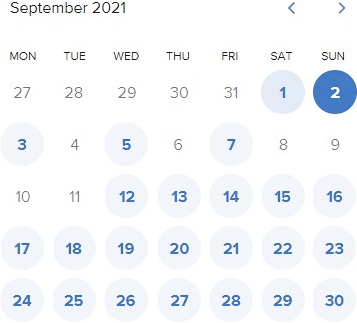 September 2021
MON TUE WED THU FRI SAT SUN
27 28 29 30 31 1 2
3 4 5 6 7 8 9
10 11 12 13 14 15 16
17 18 19 20 21 22 23
24 25 26 27 28 29 30